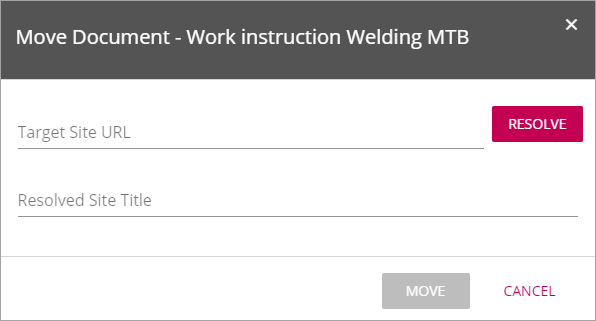 Move Document - Work instruction Welding MTB
Target Site URL
RESOLVE
Resolved Site Title
MOVE
CANCEL